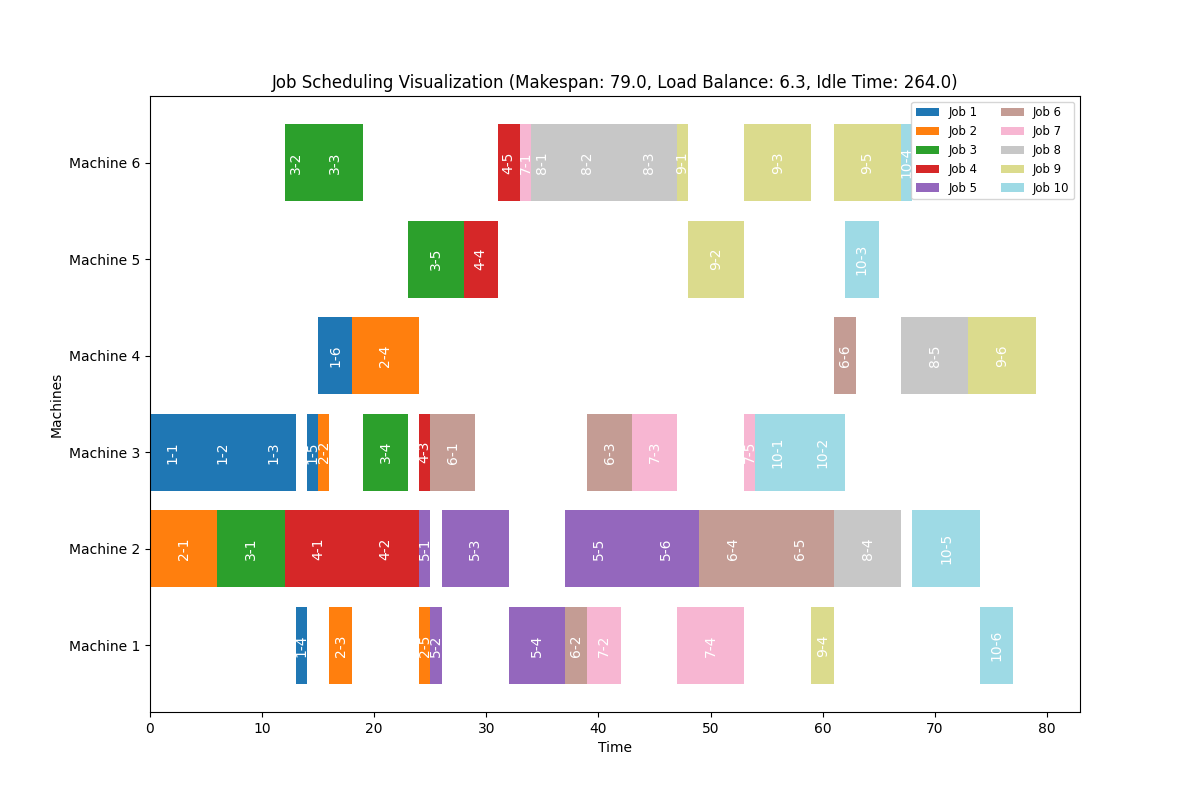 Job Scheduling Visualization (Makespan: 79.0, Load Balance: 6.3, Idle Time: 264.0)
Job 1 Job 6
Job 2 Job 7
Job 3 Job 8
Job 4 Job 9
Job 5 Job 10
Machine 6 3-2 3-3 4-5 7-1 8-1 8-2 8-3 9-1 9-3 9-5 10-4
Machine 5 3-5 4-4 9-2 10-3
Machine 4 1-6 2-4 6-6 8-5 9-6
Machine 3 1-1 1-2 1-3 1-5 2-2 3-4 4-3 6-1 6-3 7-3 7-5 10-1 10-2
Machine 2 2-1 3-1 4-1 4-2 5-1 5-3 5-5 5-6 6-4 6-5 8-4 10-5
Machine 1 1-4 2-3 2-5 5-2 5-4 6-2 7-2 7-4 9-4 10-6
Machines
0 10 20 30 40 50 60 70 80
Time